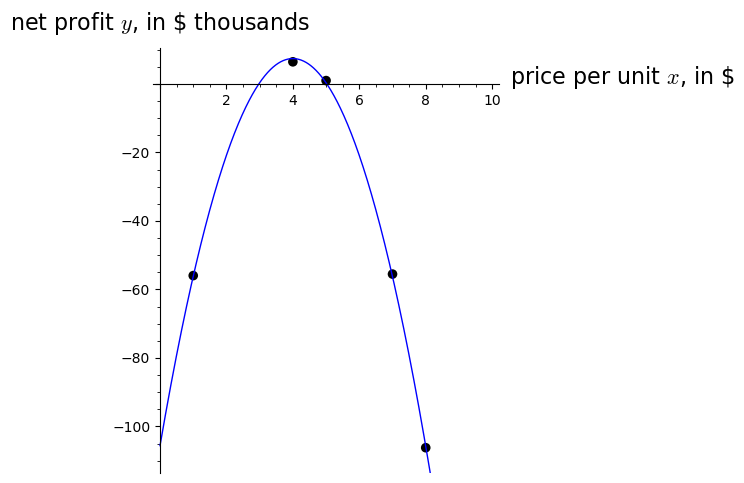 net profit y, in $ thousands
price per unit x, in $
2 4 6 8 10
−20
−40
−60
−80
−100